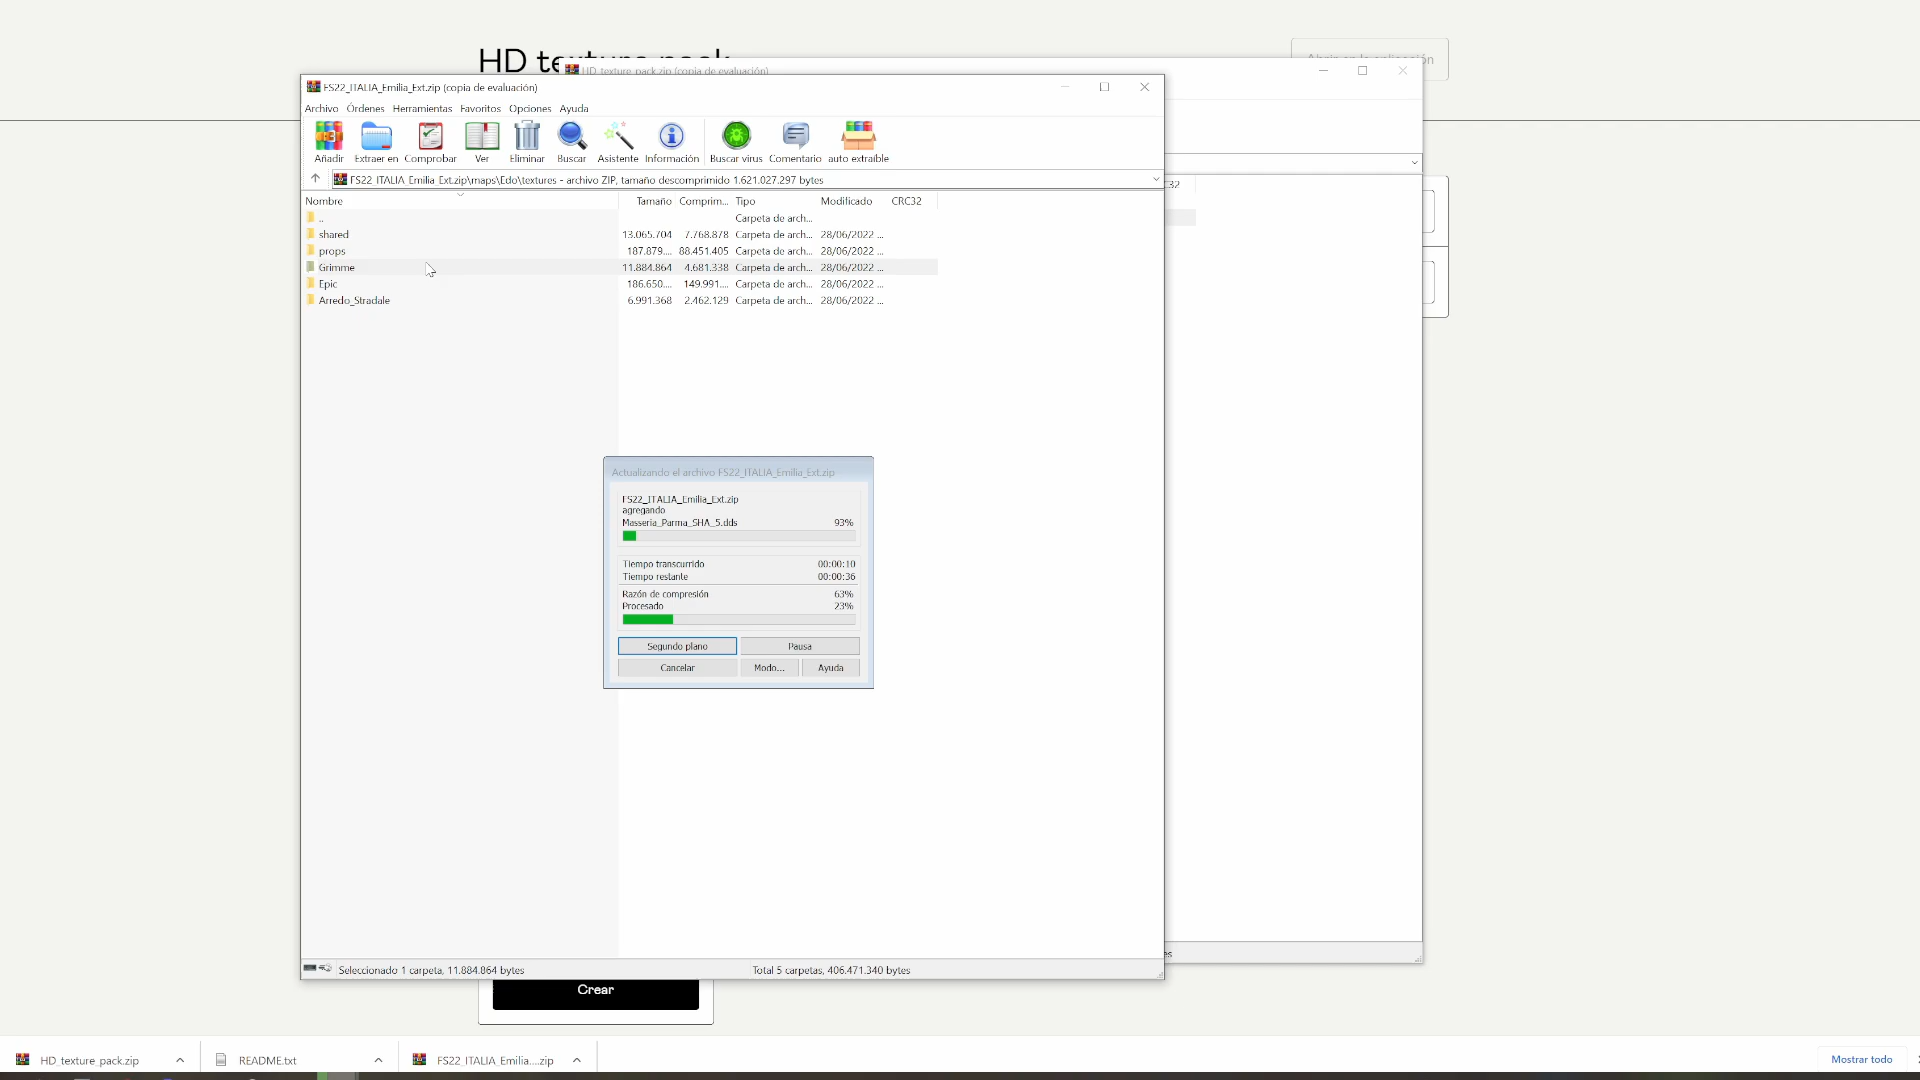 HD texture pack
HD_texture_pack.zip (copia de evaluación)
FS22_ITALIA_Emilia_Ext.zip (copia de evaluación)
Archivo Órdenes Herramientas Favoritos Opciones Ayuda
Añadir Extraer en Comprobar Ver Eliminar Buscar Asistente Información Buscar virus Comentario auto extraíble
FS22_ITALIA_Emilia_Ext.zip\maps\Edo\textures - archivo ZIP, tamaño descomprimido 1.621.027.297 bytes
Nombre Tamaño Comprim... Tipo Modificado CRC32
.. Carpeta de arch...
shared 13.065.704 7.768.878 Carpeta de arch... 28/06/2022 ...
props 187.879.... 88.451.405 Carpeta de arch... 28/06/2022 ...
Grimme 11.884.864 4.681.338 Carpeta de arch... 28/06/2022 ...
Epic 186.650.... 149.991.... Carpeta de arch... 28/06/2022 ...
Arredo_Stradale 6.991.368 2.462.129 Carpeta de arch... 28/06/2022 ...
Actualizando el archivo FS22_ITALIA_Emilia_Ext.zip
FS22_ITALIA_Emilia_Ext.zip
agregando
Masseria_Parma_SHA_5.dds 93%
Tiempo transcurrido 00:00:10
Tiempo restante 00:00:36
Razón de compresión 63%
Procesado 23%
Segundo plano Pausa
Cancelar Modo... Ayuda
Seleccionado 1 carpeta, 11.884.864 bytes Total 5 carpetas, 406.471.340 bytes
Crear
HD_texture_pack.zip README.txt FS22_ITALIA_Emilia....zip Mostrar todo